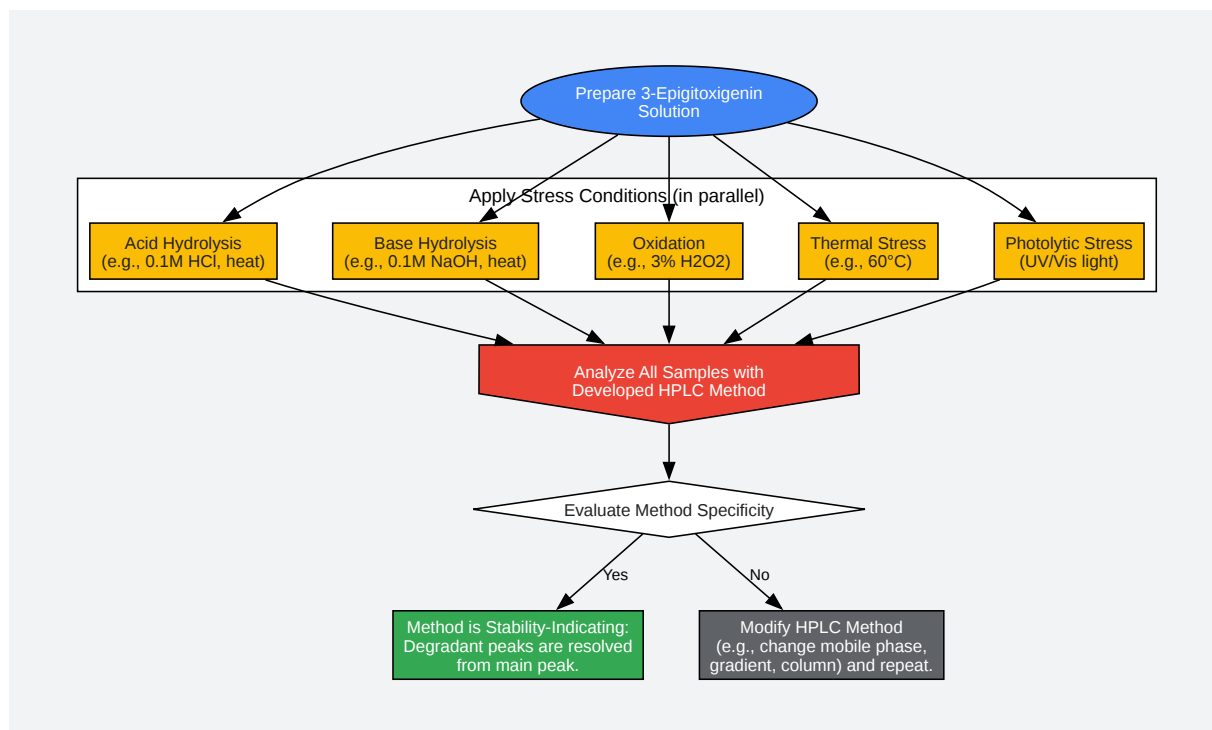 Prepare 3-Epigitoxigenin
Solution
Apply Stress Conditions (in parallel)
Acid Hydrolysis
(e.g., 0.1M HCl, heat)
Base Hydrolysis
(e.g., 0.1M NaOH, heat)
Oxidation
(e.g., 3% H2O2)
Thermal Stress
(e.g., 60°C)
Photolytic Stress
(UV/Vis light)
Analyze All Samples with
Developed HPLC Method
Evaluate Method Specificity
Yes
No
Method is Stability-Indicating:
Degradant peaks are resolved
from main peak.
Modify HPLC Method
(e.g., change mobile phase,
gradient, column) and repeat.